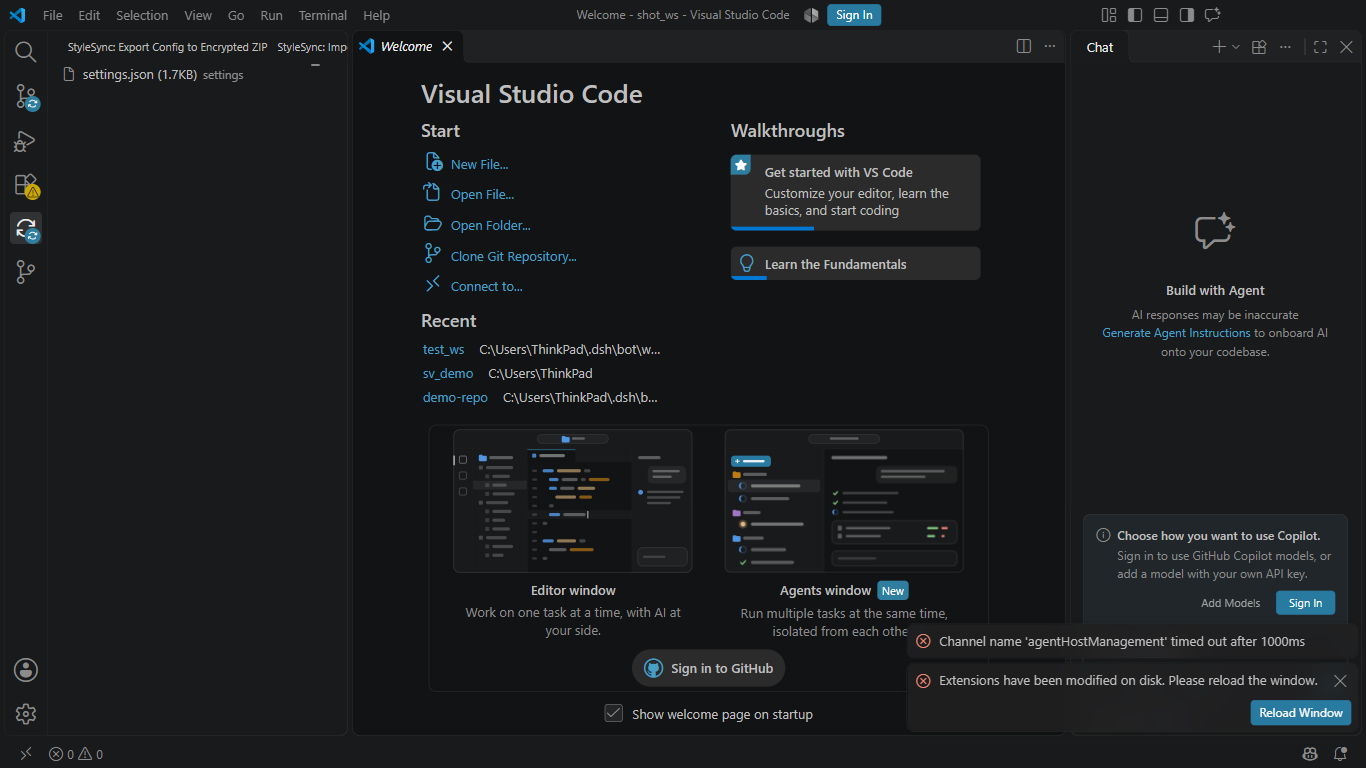 File Edit Selection View Go Run Terminal Help
Welcome - shot_ws - Visual Studio Code
Sign In
StyleSync: Export Config to Encrypted ZIP StyleSync: Imp
settings.json (1.7KB) settings
Welcome
Visual Studio Code
Start
New File...
Open File...
Open Folder...
Clone Git Repository...
Connect to...
Recent
test_ws C:\Users\ThinkPad\.dsh\bot\w...
sv_demo C:\Users\ThinkPad
demo-repo C:\Users\ThinkPad\.dsh\b...
Walkthroughs
Get started with VS Code
Customize your editor, learn the
basics, and start coding
Learn the Fundamentals
Editor window
Work on one task at a time, with AI at
your side.
Agents window New
Run multiple tasks at the same time,
isolated from each othe
Sign in to GitHub
Show welcome page on startup
Chat
Build with Agent
AI responses may be inaccurate
Generate Agent Instructions to onboard AI
onto your codebase.
Choose how you want to use Copilot.
Sign in to use GitHub Copilot models, or
add a model with your own API key.
Add Models Sign In
Channel name 'agentHostManagement' timed out after 1000ms
Extensions have been modified on disk. Please reload the window.
Reload Window
0 0